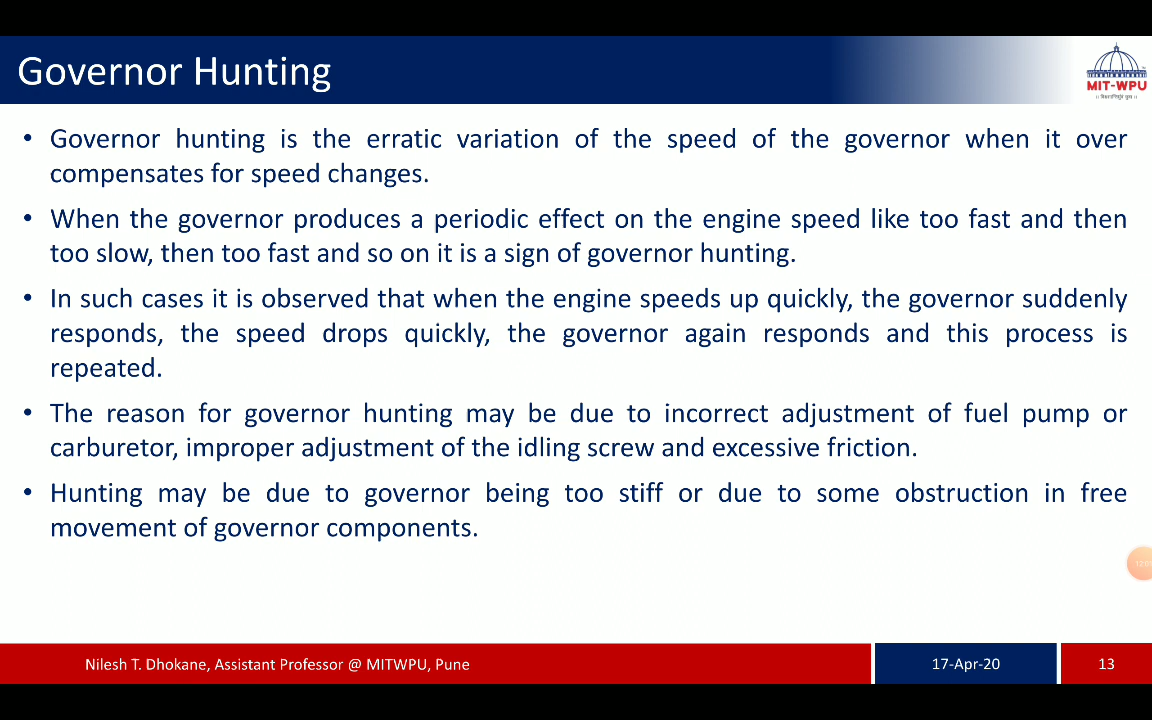 Governor Hunting
MIT-WPU
• Governor hunting is the erratic variation of the speed of the governor when it over
compensates for speed changes.
• When the governor produces a periodic effect on the engine speed like too fast and then
too slow, then too fast and so on it is a sign of governor hunting.
• In such cases it is observed that when the engine speeds up quickly, the governor suddenly
responds, the speed drops quickly, the governor again responds and this process is
repeated.
• The reason for governor hunting may be due to incorrect adjustment of fuel pump or
carburetor, improper adjustment of the idling screw and excessive friction.
• Hunting may be due to governor being too stiff or due to some obstruction in free
movement of governor components.
Nilesh T. Dhokane, Assistant Professor @ MITWPU, Pune
17-Apr-20
13